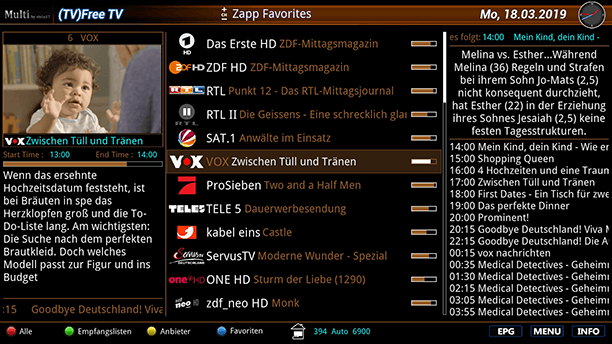 Multi
(TV)Free TV
Zapp Favorites
Mo, 18.03.2019
6 VOX
VOX
Zwischen Tüll und Tränen
Start Time : 13:00 End Time : 14:00
Wenn das ersehnte
Hochzeitsdatum feststeht, ist
bei Bräuten in spe das
Herzklopfen groß und die To-
Do-Liste lang. Am wichtigsten:
Die Suche nach dem perfekten
Brautkleid. Doch welches
Modell passt zur Figur und ins
Budget
:15 Goodbye Deutschland! Viva
Das Erste HD ZDF-Mittagsmagazin
ZDF HD ZDF-Mittagsmagazin
RTL Punkt 12 - Das RTL-Mittagsjournal
RTL II Die Geissens - Eine schrecklich gla
SAT.1 Anwälte im Einsatz
VOX Zwischen Tüll und Tränen
ProSieben Two and a Half Men
TELE 5 Dauerwerbesendung
kabel eins Castle
ServusTV Moderne Wunder - Spezial
ONE HD Sturm der Liebe (1290)
zdf_neo HD Monk
es folgt: 14:00 Mein Kind, dein Kind -
Melina vs. Esther...Während
Melina (36) Regeln und Strafen
bei ihrem Sohn Jo-Mats (2,5)
nicht konsequent durchzieht,
hat Esther (22) in der Erziehung
ihres Sohnes Jesaiah (2,5) keine
festen Tagesstrukturen.
14:00 Mein Kind, dein Kind - Wie er
15:00 Shopping Queen
16:00 4 Hochzeiten und eine Traun
17:00 Zwischen Tüll und Tränen
18:00 First Dates - Ein Tisch für zwe
19:00 Das perfekte Dinner
20:00 Prominent!
20:15 Goodbye Deutschland! Viva M
22:15 Goodbye Deutschland! Die A
00:15 vox nachrichten
00:35 Medical Detectives - Geheim
01:30 Medical Detectives - Geheim
02:15 Medical Detectives - Geheim
03:05 Medical Detectives - Geheim
03:55 Medical Detectives - Geheim
Alle
Empfangslisten
Anbieter
Favoriten
394 Auto 6900
EPG
MENU
INFO